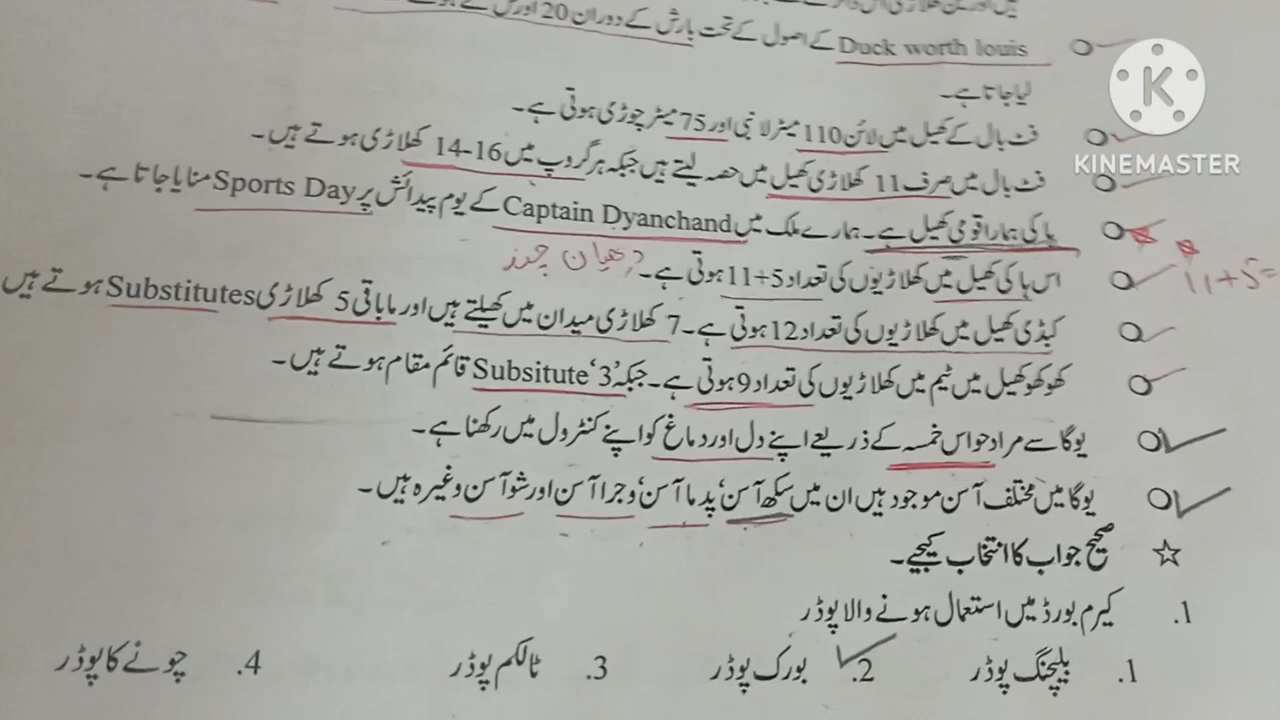 Duck worth louis کے اصول کے تحت بارش کے دوران 20 اورس
لیا جاتا ہے۔
فٹ بال کے کھیل میں لائن 110 میٹر لانبی اور 75 میٹر چوڑی ہوتی ہے۔
فٹ بال میں صرف 11 کھلاڑی کھیل میں حصہ لیتے ہیں جبکہ ہر گروپ میں 16-14 کھلاڑی ہوتے ہیں۔
ہاکی ہمارا قومی کھیل ہے۔ ہمارے ملک میں Captain Dyanchand کے یوم پیدائش پر Sports Day منایا جاتا ہے۔
دھیان چند
اس ہاکی کھیل میں کھلاڑیوں کی تعداد 5+11 ہوتی ہے۔
11+5=
کبڈی کھیل میں کھلاڑیوں کی تعداد 12 ہوتی ہے۔ 7 کھلاڑی میدان میں کھیلتے ہیں اور ماباقی 5 کھلاڑی Substitutes ہوتے ہیں
کھوکھو کھیل میں ٹیم میں کھلاڑیوں کی تعداد 9 ہوتی ہے۔ جبکہ '3' Subsitute قائم مقام ہوتے ہیں۔
یوگا سے مراد حواس خمسہ کے ذریعے اپنے دل اور دماغ کو اپنے کنٹرول میں رکھنا ہے۔
یوگا میں مختلف آسن موجود ہیں ان میں سکھ آسن' پدما آسن' وجرا آسن اور شو آسن وغیرہ ہیں۔
☆ صحیح جواب کا انتخاب کیجیے۔
1. کیرم بورڈ میں استعمال ہونے والا پوڈر
1. بلیچنگ پوڈر 2. بورک پوڈر 3. ٹالکم پوڈر 4. چونے کا پوڈر
K
KINEMASTER